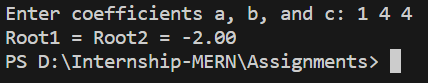 Enter coefficients a, b, and c: 1 4 4
Root1 = Root2 = -2.00
PS D:\Internship-MERN\Assignments>